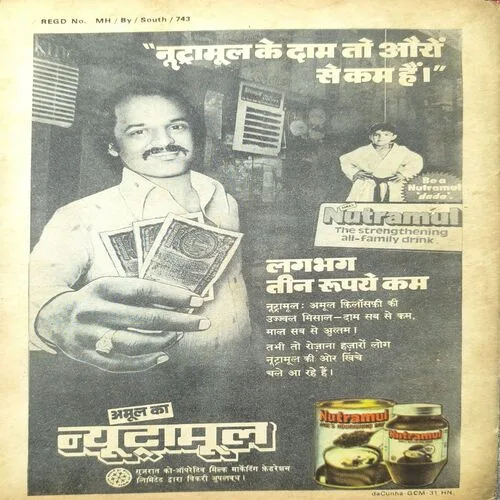 REGD No. MH / By / South / 743
“नूट्रामूल के दाम तो औरों
से कम हैं।”
Be a
Nutramul
'dada'.
Nutramul
The strengthening
all-family drink
लगभग
तीन रूपये कम
नूट्रामूल: अमूल फ़िलॉसफ़ी की
उज्ज्वल मिसाल–दाम सब से कम,
माल सब से उत्तम।
तभी तो रोज़ाना हज़ारों लोग
नूट्रामूल की ओर खिंचे
चले आ रहे हैं।
अमूल का
न्यूट्रामूल
गुजरात को-ऑपरेटिव मिल्क मार्केटिंग फ़ेडरेशन
लिमिटेड द्वारा बिक्री उपलब्ध।
Nutramul
Nutramul
daCunha-GCM-31 HN.